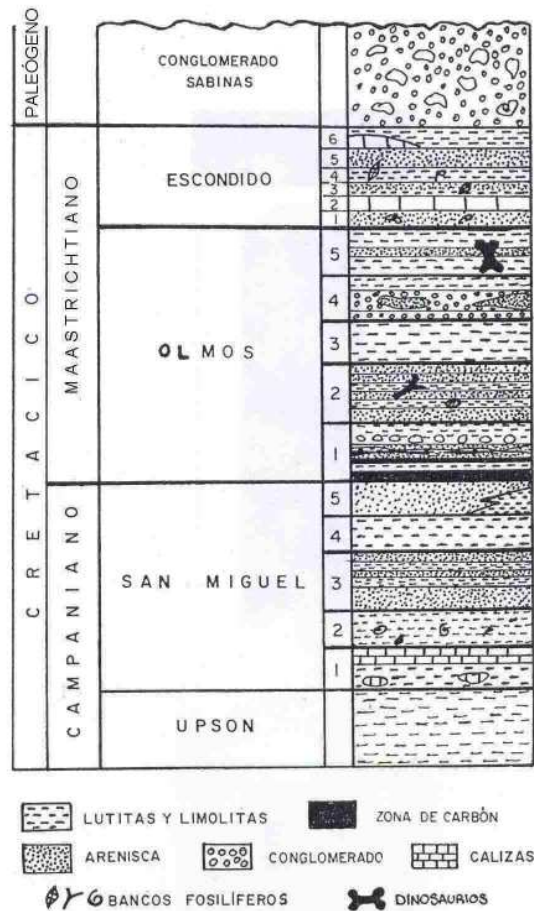 PALEÓGENO
CONGLOMERADO
SABINAS
CRETACICO
MAASTRICHTIANO
ESCONDIDO
6
5
4
3
2
1
OLMOS
5
4
3
2
1
CAMPANIANO
SAN MIGUEL
5
4
3
2
1
UPSON
LUTITAS Y LIMOLITAS
ZONA DE CARBÓN
ARENISCA
CONGLOMERADO
CALIZAS
BANCOS FOSILÍFEROS
DINOSAURIOS